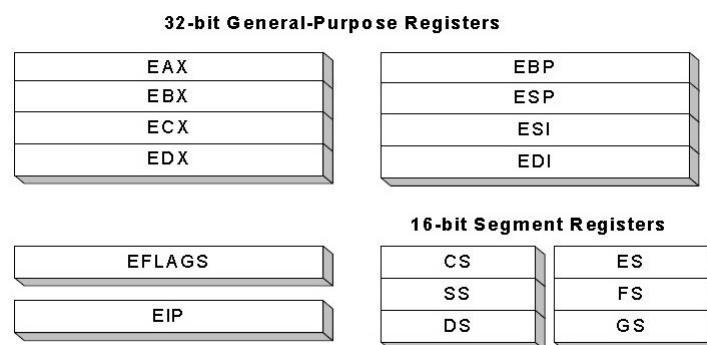 32-bit General-Purpose Registers
EAX
EBX
ECX
EDX
EBP
ESP
ESI
EDI
EFLAGS
EIP
16-bit Segment Registers
CS
SS
DS
ES
FS
GS